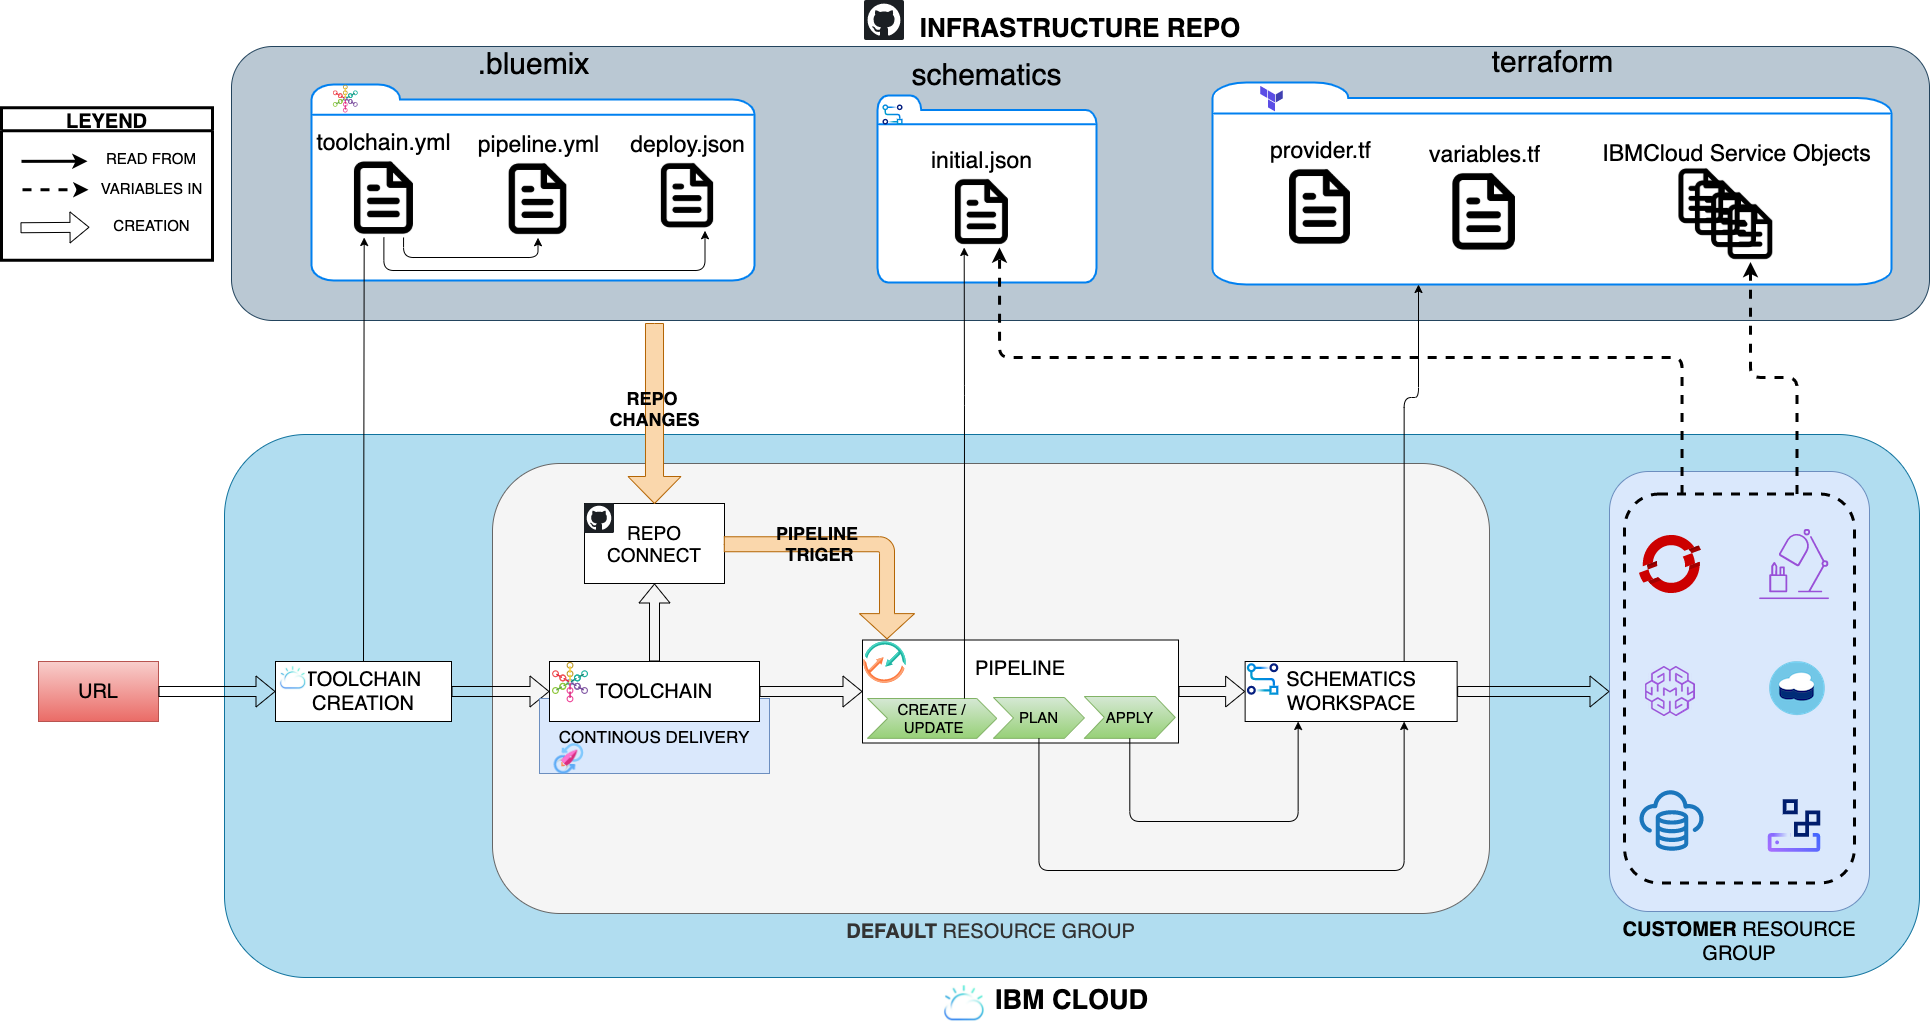 INFRASTRUCTURE REPO
.bluemix
schematics
terraform
LEYEND
READ FROM
VARIABLES IN
CREATION
toolchain.yml
pipeline.yml
deploy.json
initial.json
provider.tf
variables.tf
IBMCloud Service Objects
REPO
CHANGES
REPO
CONNECT
PIPELINE
TRIGER
URL
TOOLCHAIN
CREATION
TOOLCHAIN
CONTINOUS DELIVERY
PIPELINE
CREATE /
UPDATE
PLAN
APPLY
SCHEMATICS
WORKSPACE
DEFAULT RESOURCE GROUP
CUSTOMER RESOURCE
GROUP
IBM CLOUD